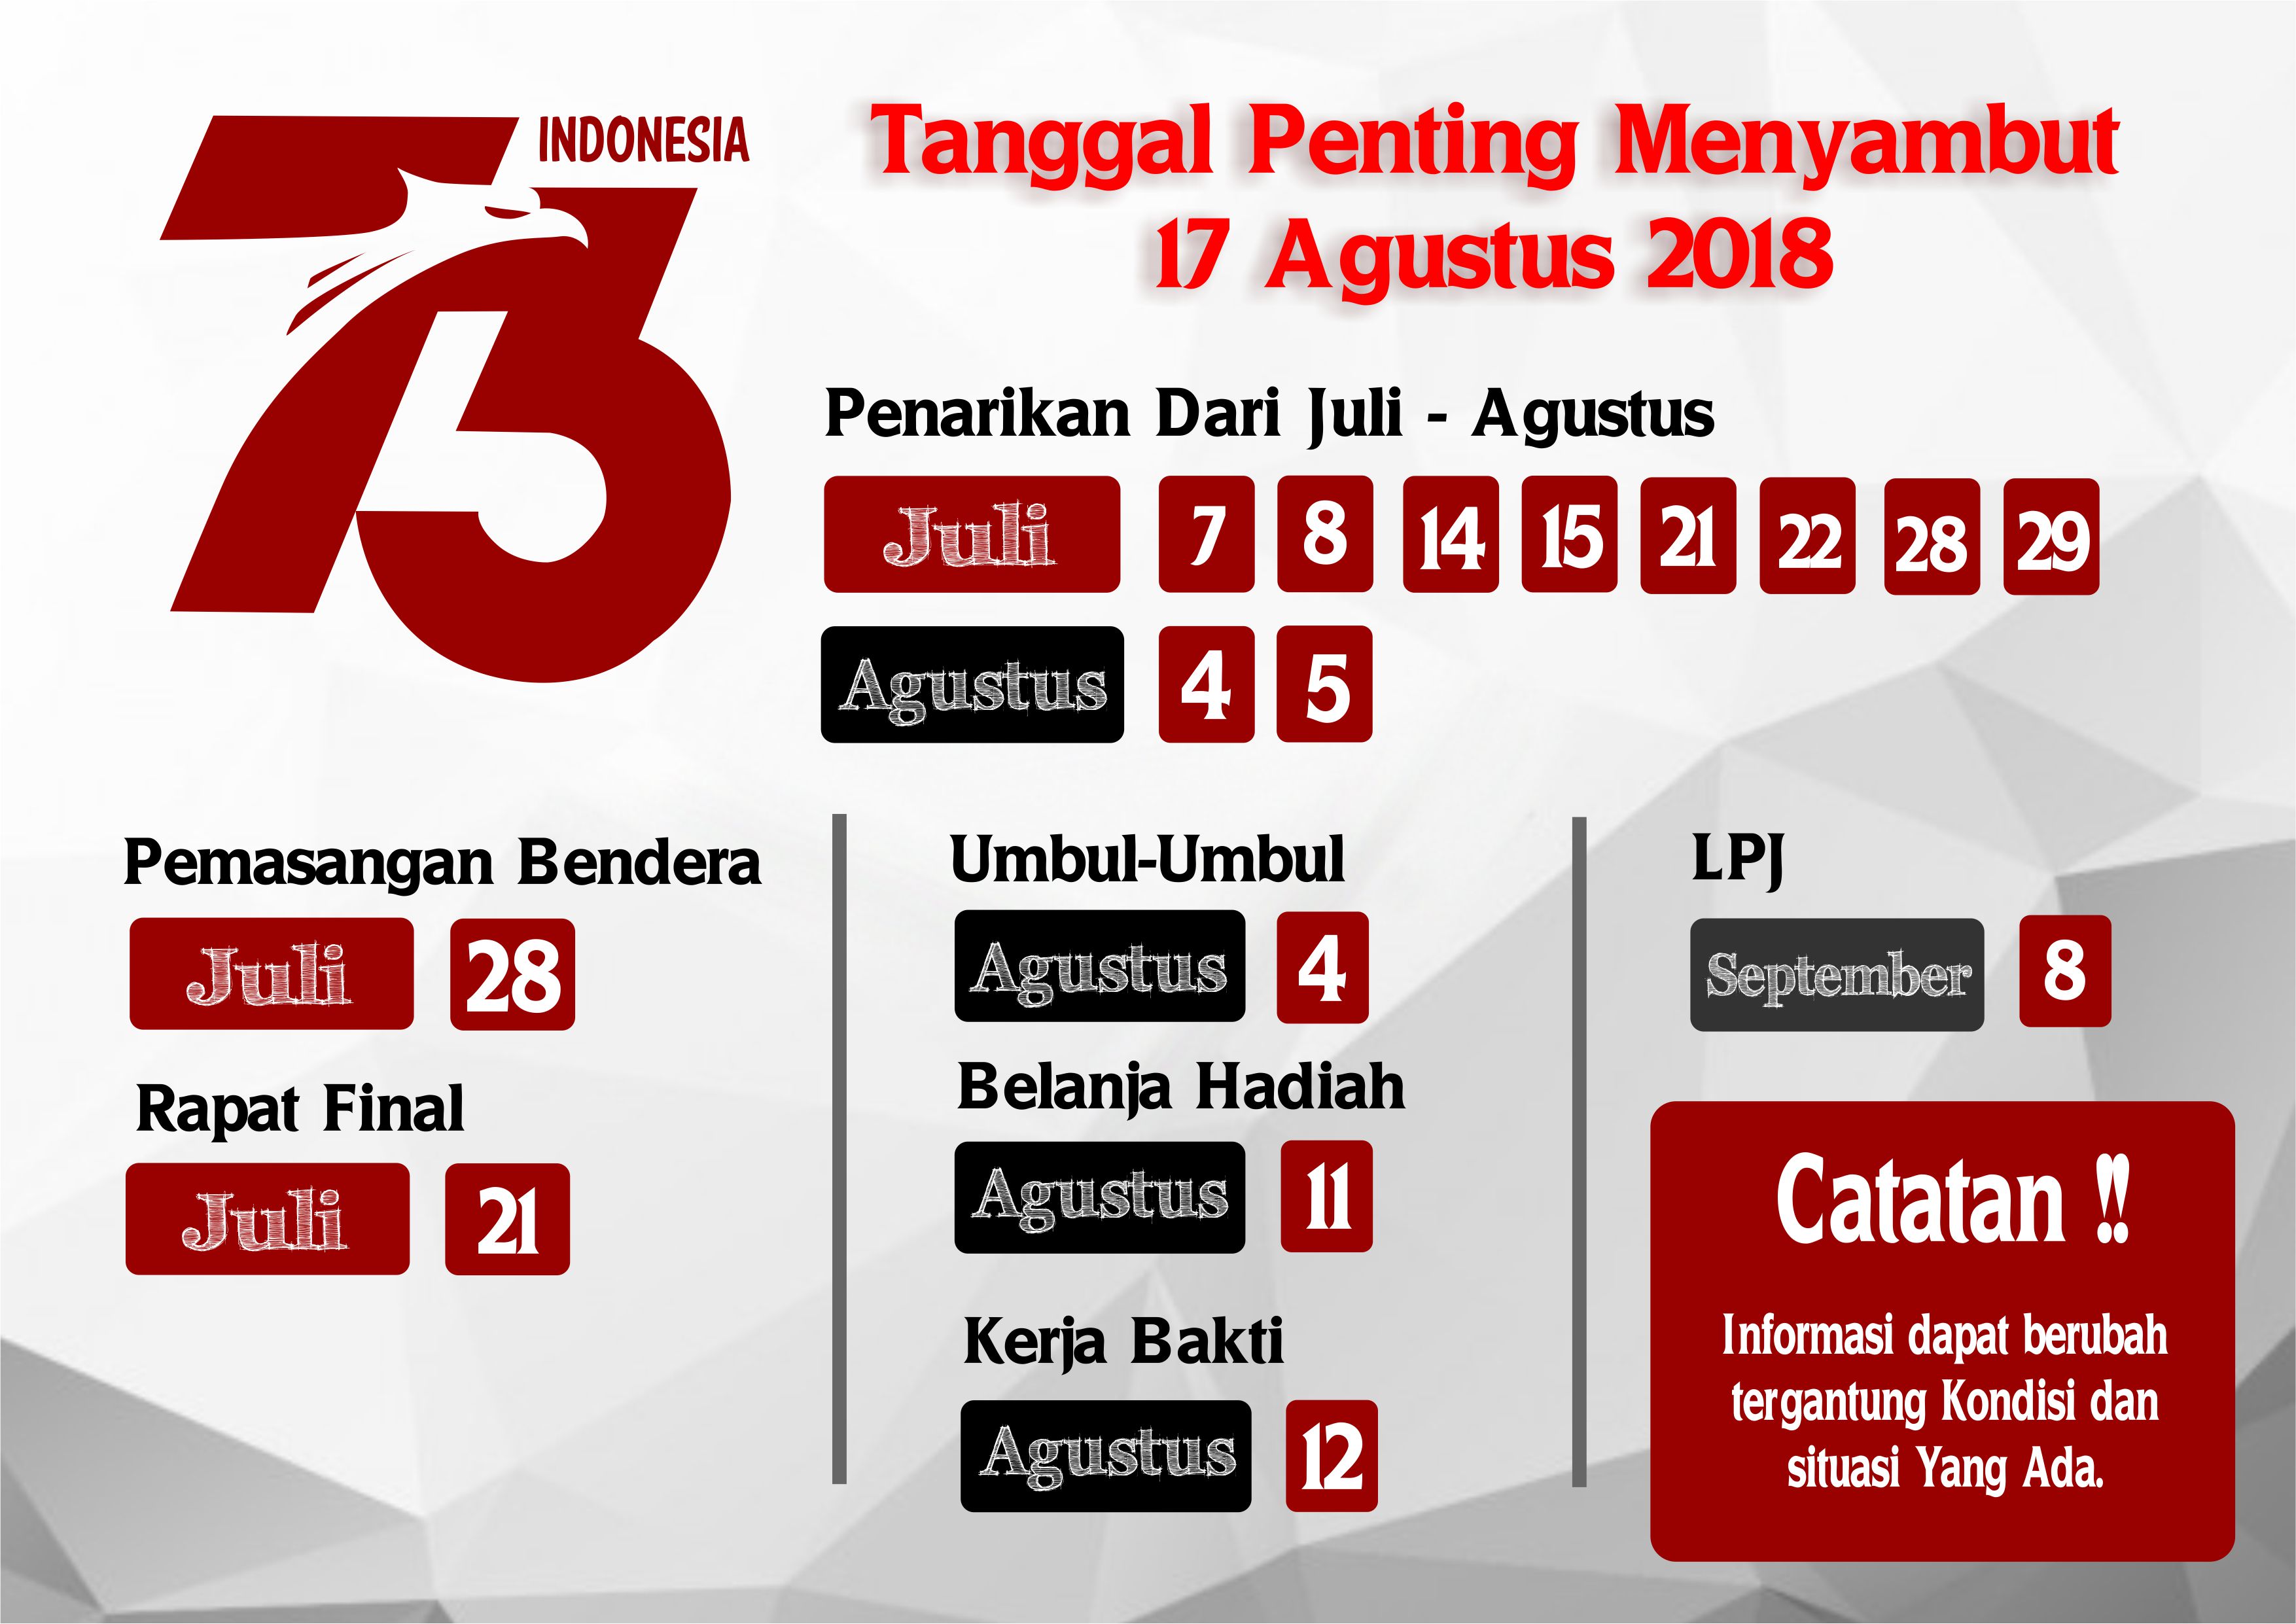 73
INDONESIA
Tanggal Penting Menyambut
17 Agustus 2018
Penarikan Dari Juli - Agustus
Juli 7 8 14 15 21 22 28 29
Agustus 4 5
Pemasangan Bendera
Juli 28
Rapat Final
Juli 21
Umbul-Umbul
Agustus 4
Belanja Hadiah
Agustus 11
Kerja Bakti
Agustus 12
LPJ
September 8
Catatan !!
Informasi dapat berubah
tergantung Kondisi dan
situasi Yang Ada.